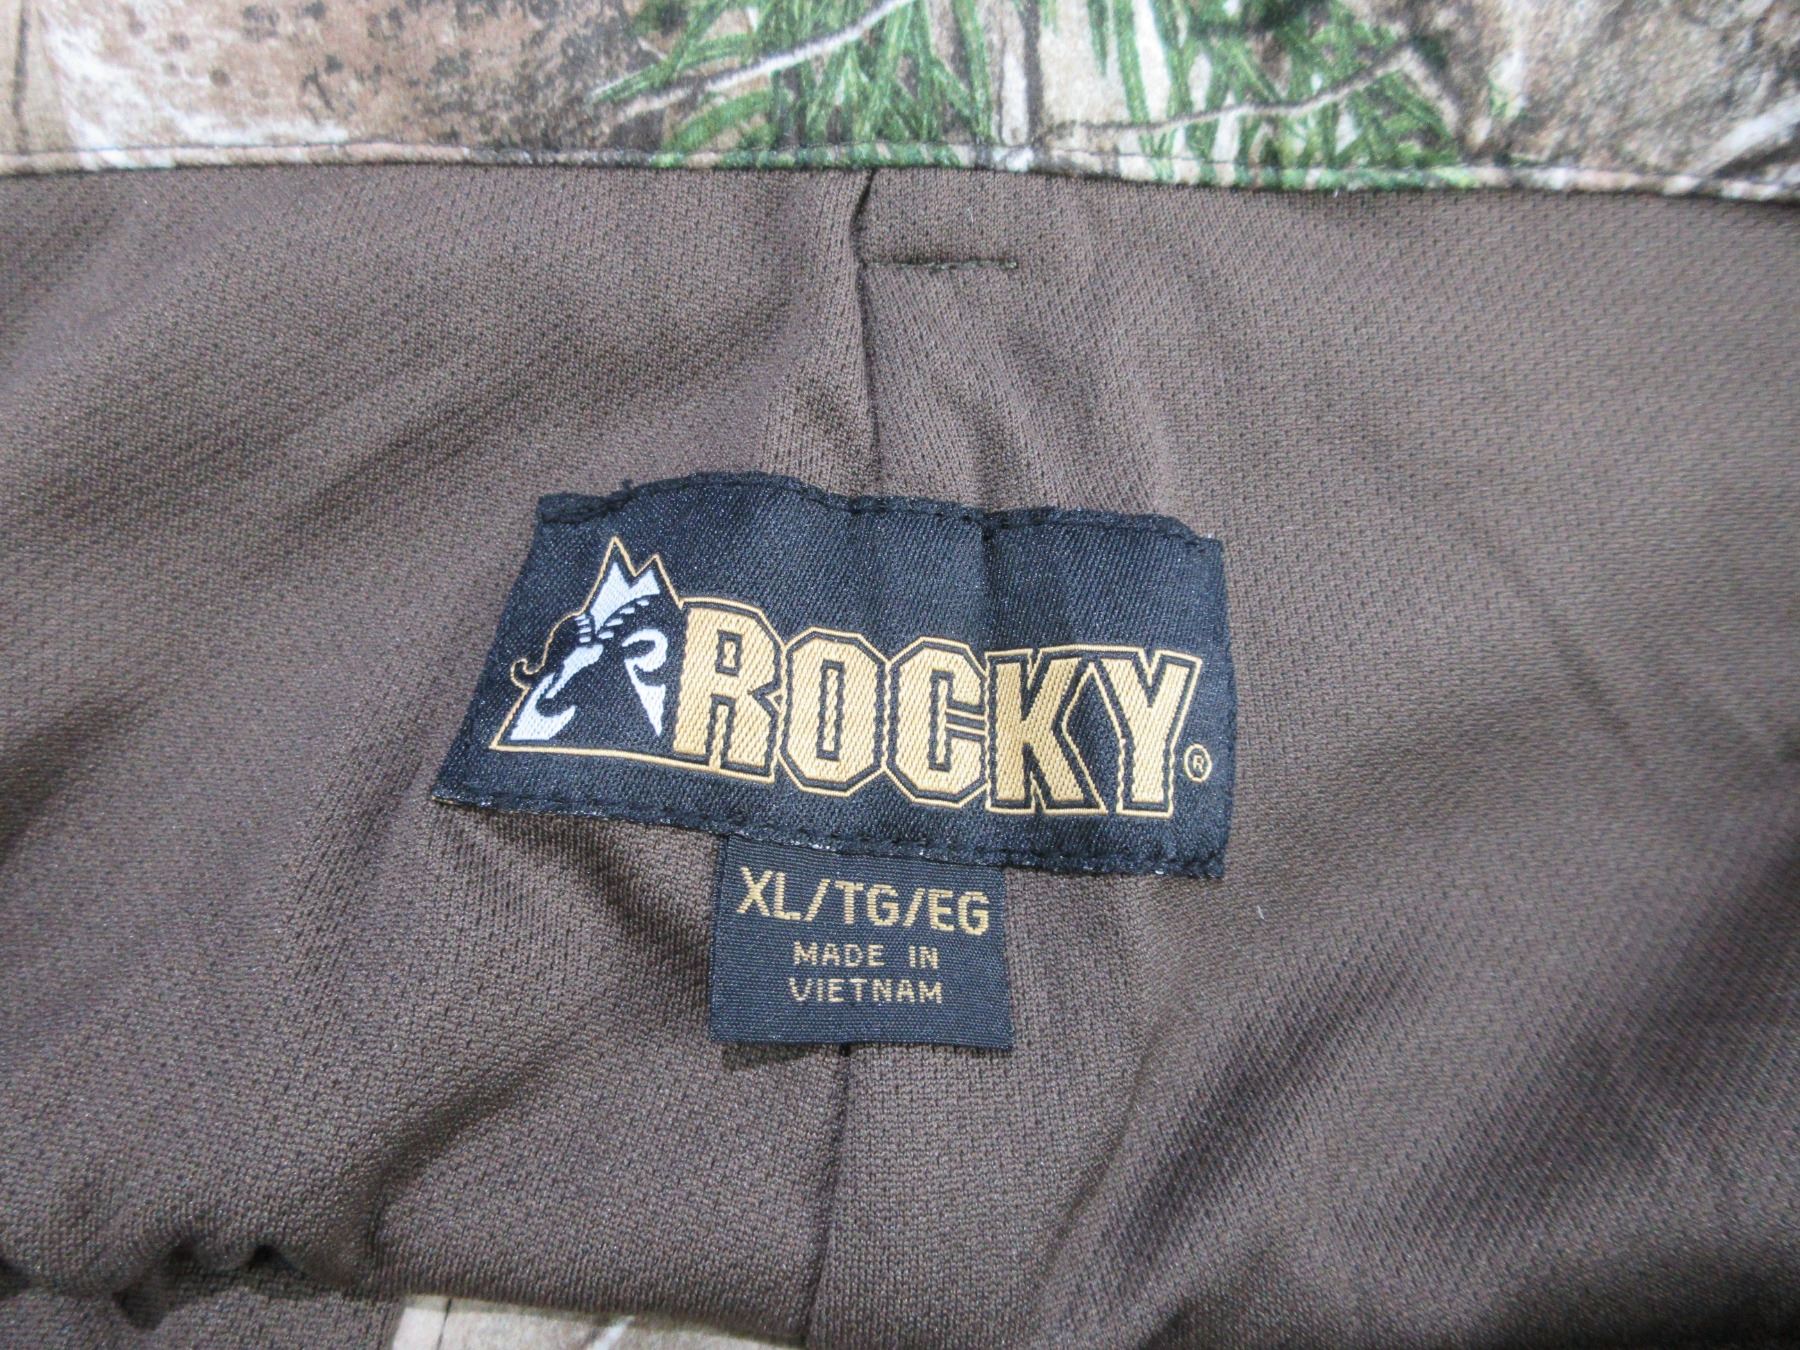 ROCKY®
XL/TG/EG
MADE IN
VIETNAM